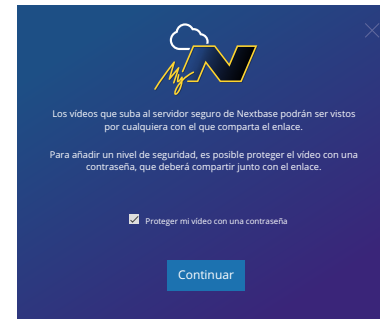 My N
Los vídeos que suba al servidor seguro de Nextbase podrán ser vistos
por cualquiera con el que comparta el enlace.
Para añadir un nivel de seguridad, es posible proteger el vídeo con una
contraseña, que deberá compartir junto con el enlace.
Proteger mi vídeo con una contraseña
Continuar